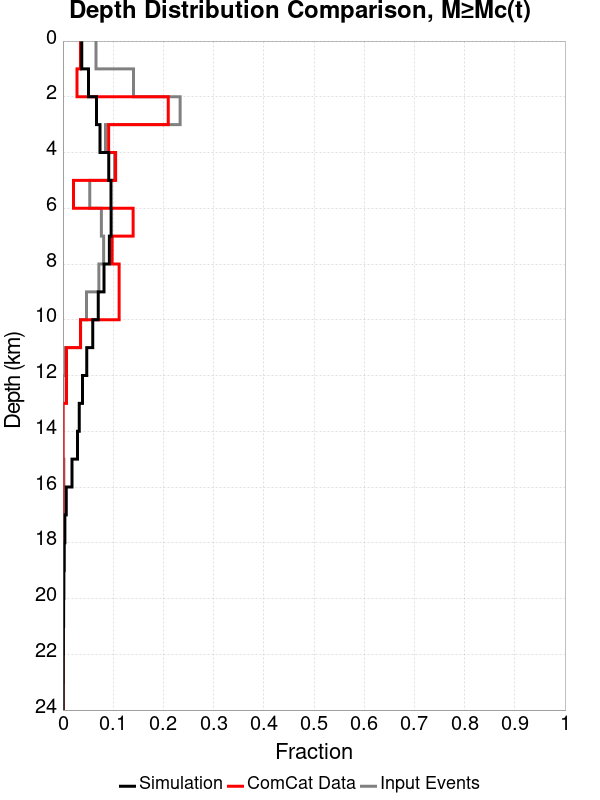 Depth Distribution Comparison, M≥Mc(t)
0
2
4
6
8
10
12
14
16
18
20
22
24
Depth (km)
0 0.1 0.2 0.3 0.4 0.5 0.6 0.7 0.8 0.9 1
Fraction
Simulation ComCat Data Input Events